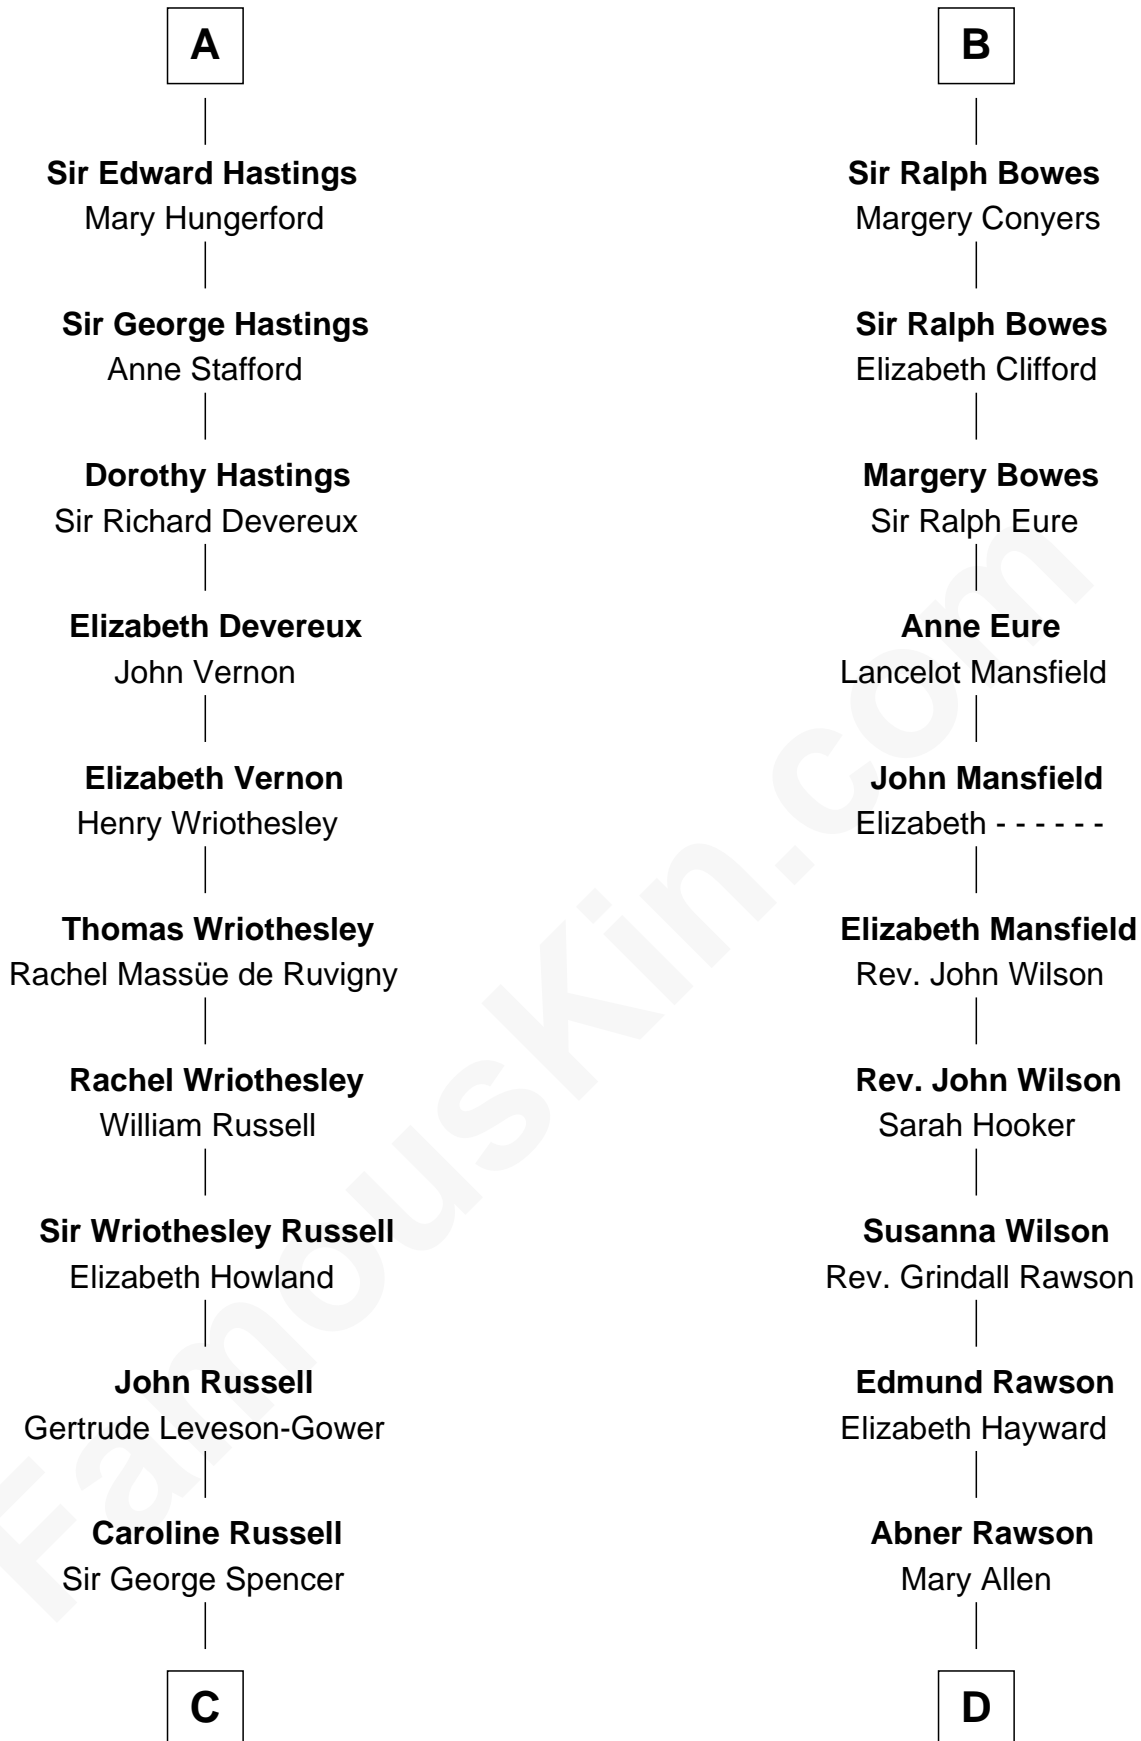 A
Sir Edward Hastings
Mary Hungerford
Sir George Hastings
Anne Stafford
Dorothy Hastings
Sir Richard Devereux
Elizabeth Devereux
John Vernon
Elizabeth Vernon
Henry Wriothesley
Thomas Wriothesley
Rachel Massüe de Ruvigny
Rachel Wriothesley
William Russell
Sir Wriothesley Russell
Elizabeth Howland
John Russell
Gertrude Leveson-Gower
Caroline Russell
Sir George Spencer
C
B
Sir Ralph Bowes
Margery Conyers
Sir Ralph Bowes
Elizabeth Clifford
Margery Bowes
Sir Ralph Eure
Anne Eure
Lancelot Mansfield
John Mansfield
Elizabeth - - - - - -
Elizabeth Mansfield
Rev. John Wilson
Rev. John Wilson
Sarah Hooker
Susanna Wilson
Rev. Grindall Rawson
Edmund Rawson
Elizabeth Hayward
Abner Rawson
Mary Allen
D
FamousKin.com